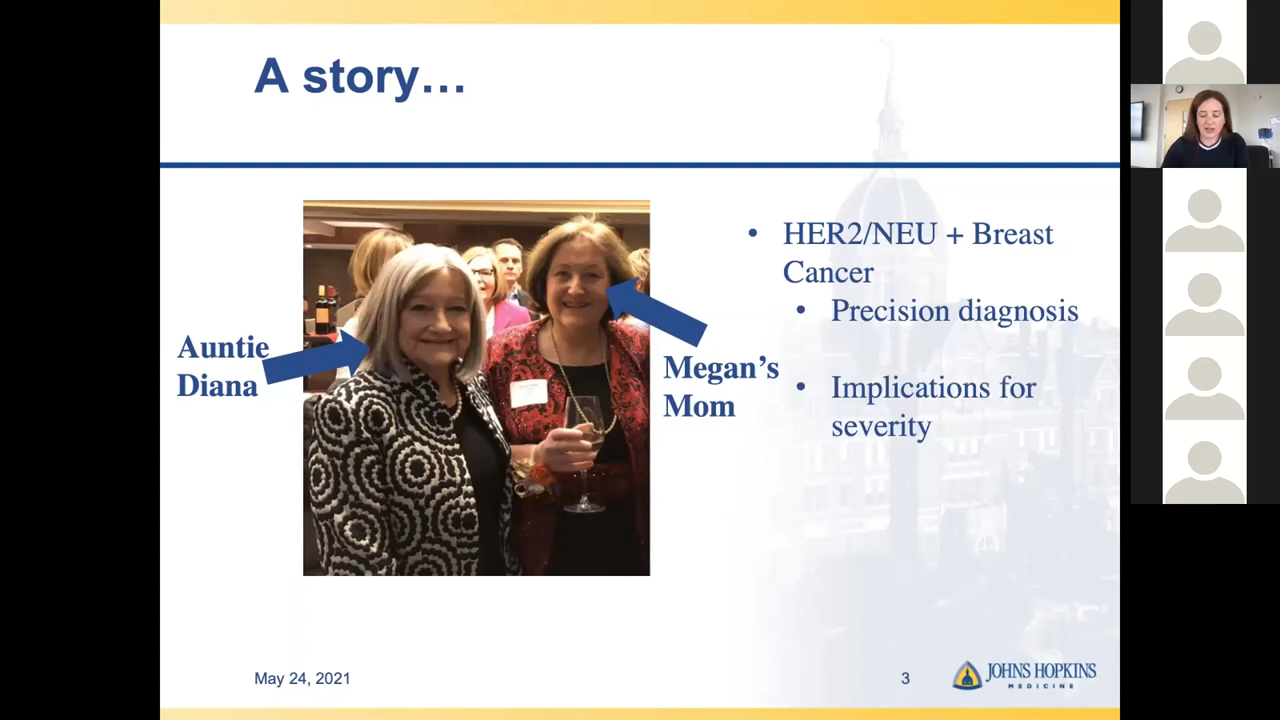 A story...
Auntie
Diana
Megan's
Mom
• HER2/NEU + Breast
Cancer
• Precision diagnosis
• Implications for
severity
May 24, 2021
3
JOHNS HOPKINS
MEDICINE